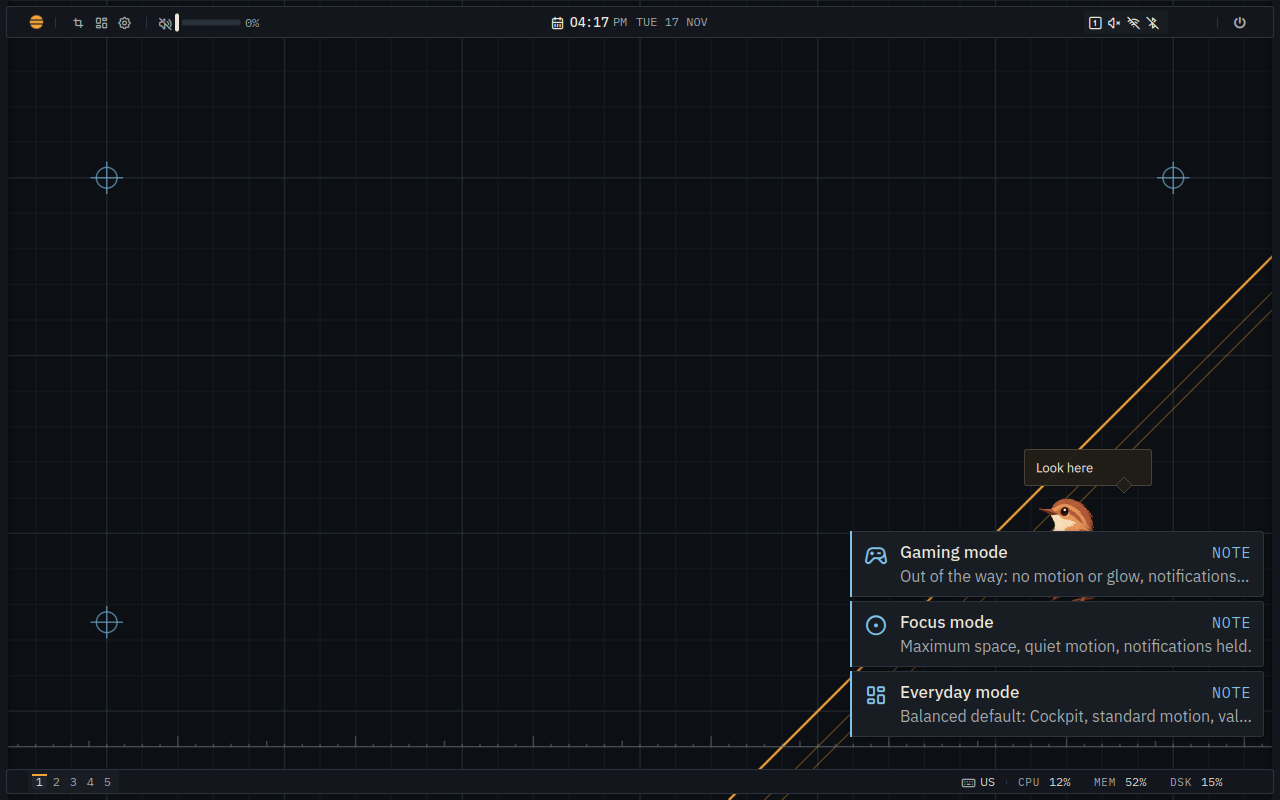 0%
04:17 PM TUE 17 NOV
1
Look here
Gaming mode NOTE
Out of the way: no motion or glow, notifications...
Focus mode NOTE
Maximum space, quiet motion, notifications held.
Everyday mode NOTE
Balanced default: Cockpit, standard motion, val...
1 2 3 4 5
US CPU 12% MEM 52% DSK 15%